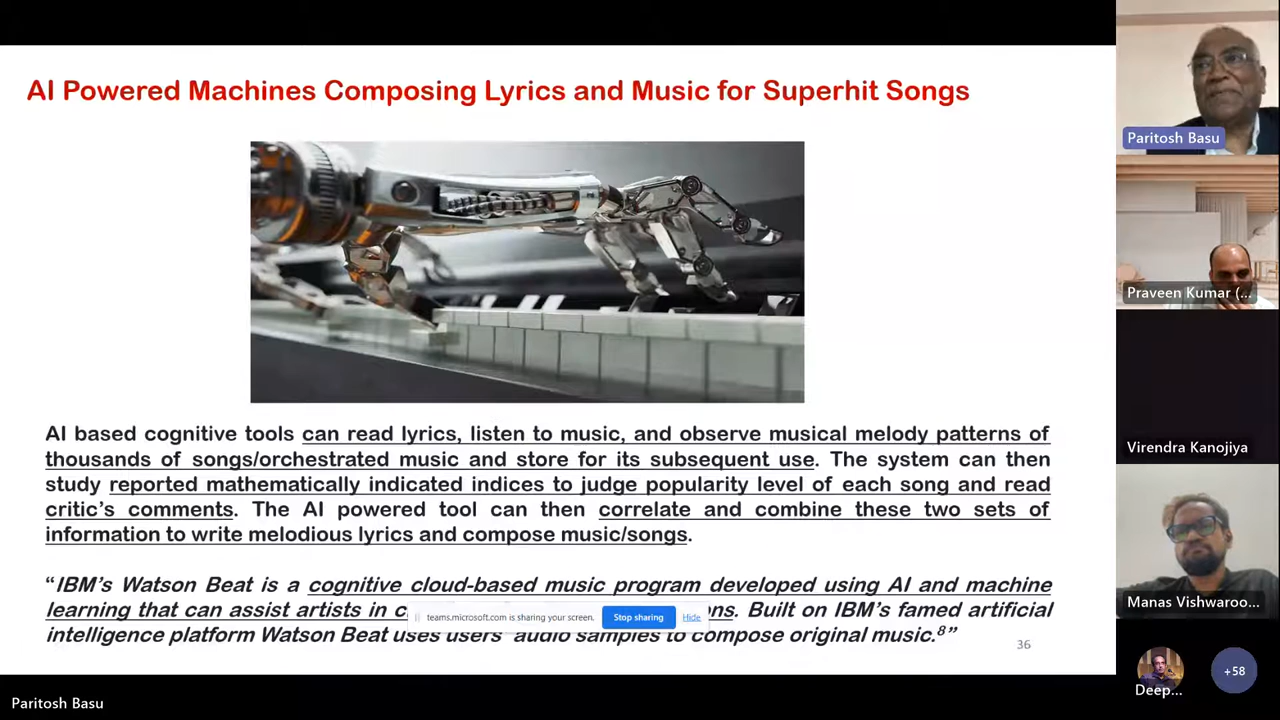 AI Powered Machines Composing Lyrics and Music for Superhit Songs
AI based cognitive tools can read lyrics, listen to music, and observe musical melody patterns of
thousands of songs/orchestrated music and store for its subsequent use. The system can then
study reported mathematically indicated indices to judge popularity level of each song and read
critic's comments. The AI powered tool can then correlate and combine these two sets of
information to write melodious lyrics and compose music/songs.
“IBM's Watson Beat is a cognitive cloud-based music program developed using AI and machine
learning that can assist artists in ns. Built on IBM's famed artificial
intelligence platform Watson Beat uses users' audio samples to compose original music.8”
teams.microsoft.com is sharing your screen.
Stop sharing
Hide
36
Paritosh Basu
Praveen Kumar (...
Virendra Kanojiya
Manas Vishwaroo...
Deep...
+58
Paritosh Basu